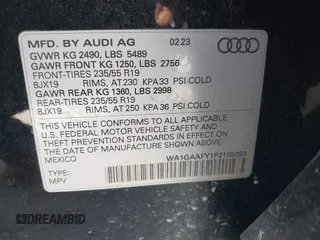 MFD. BY AUDI AG 02 23
GVWR KG 2490, LBS 5489
GAWR FRONT KG 1250, LBS 2756
FRONT-TIRES 235/55 R19
8JX19 RIMS, AT 230 KPA 33 PSI COLD
GAWR REAR KG 1360, LBS 2998
REAR-TIRES 235/55 R19
8JX19 RIMS, AT 250 KPA 36 PSI COLD
THIS VEHICLE CONFORMS TO ALL APPLICABLE
U.S. FEDERAL MOTOR VEHICLE SAFETY AND
THEFT PREVENTION STANDARDS IN EFFECT ON
THE DATE OF MANUFACTURE SHOWN ABOVE
MEXICO WA1GAAFY1P2105593
TYPE:
MPV
DREAMBID